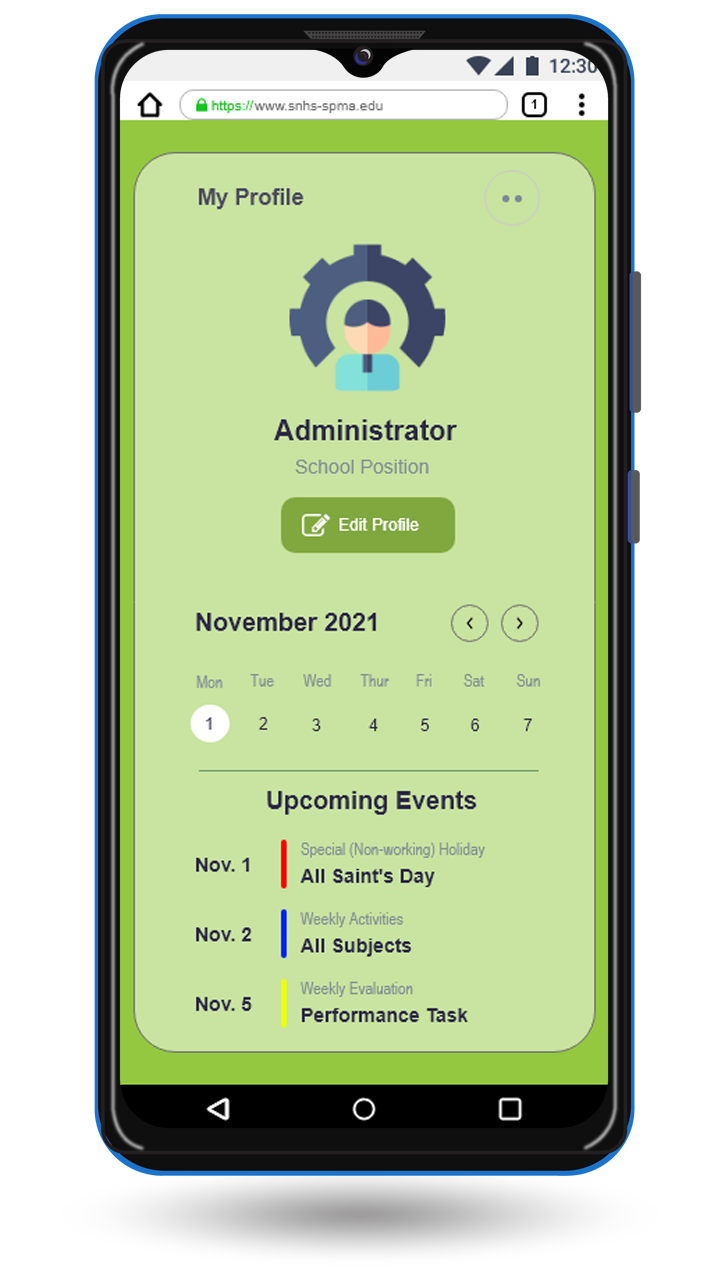 12:30
https://www.snhs-spma.edu
1
My Profile
Administrator
School Position
Edit Profile
November 2021
Mon Tue Wed Thur Fri Sat Sun
1 2 3 4 5 6 7
Upcoming Events
Special (Non-working) Holiday
Nov. 1
All Saint's Day
Weekly Activities
Nov. 2
All Subjects
Weekly Evaluation
Nov. 5
Performance Task